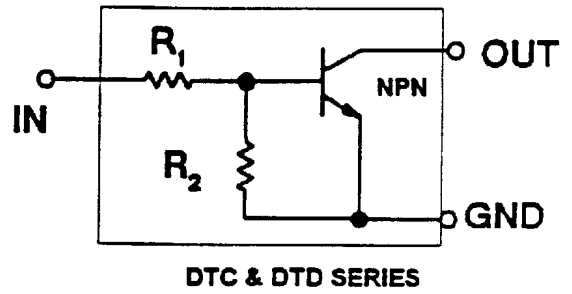 R1
OUT
NPN
IN
R2
GND
DTC & DTD SERIES